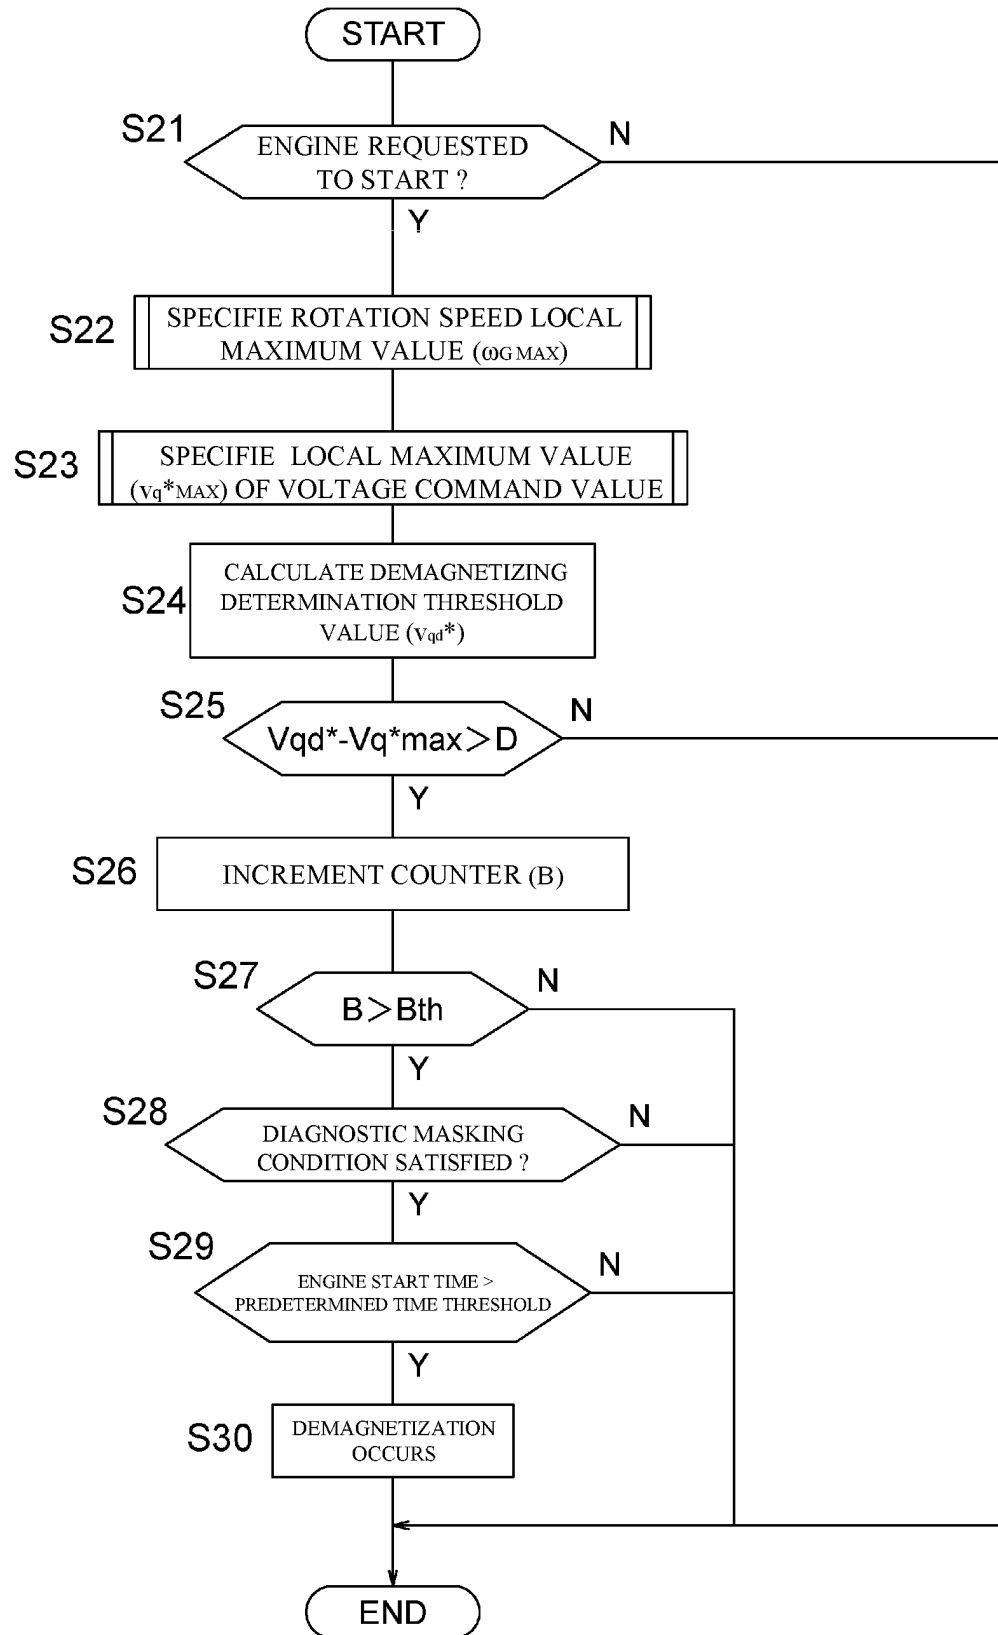 START
S21
ENGINE REQUESTED
TO START ?
N
Y
S22
SPECIFIE ROTATION SPEED LOCAL
MAXIMUM VALUE (ωG MAX)
S23
SPECIFIE LOCAL MAXIMUM VALUE
(vq*MAX) OF VOLTAGE COMMAND VALUE
S24
CALCULATE DEMAGNETIZING
DETERMINATION THRESHOLD
VALUE (vqd*)
S25
Vqd*-Vq*max>D
N
Y
S26
INCREMENT COUNTER (B)
S27
B>Bth
N
Y
S28
DIAGNOSTIC MASKING
CONDITION SATISFIED ?
N
Y
S29
ENGINE START TIME >
PREDETERMINED TIME THRESHOLD
N
Y
S30
DEMAGNETIZATION
OCCURS
END